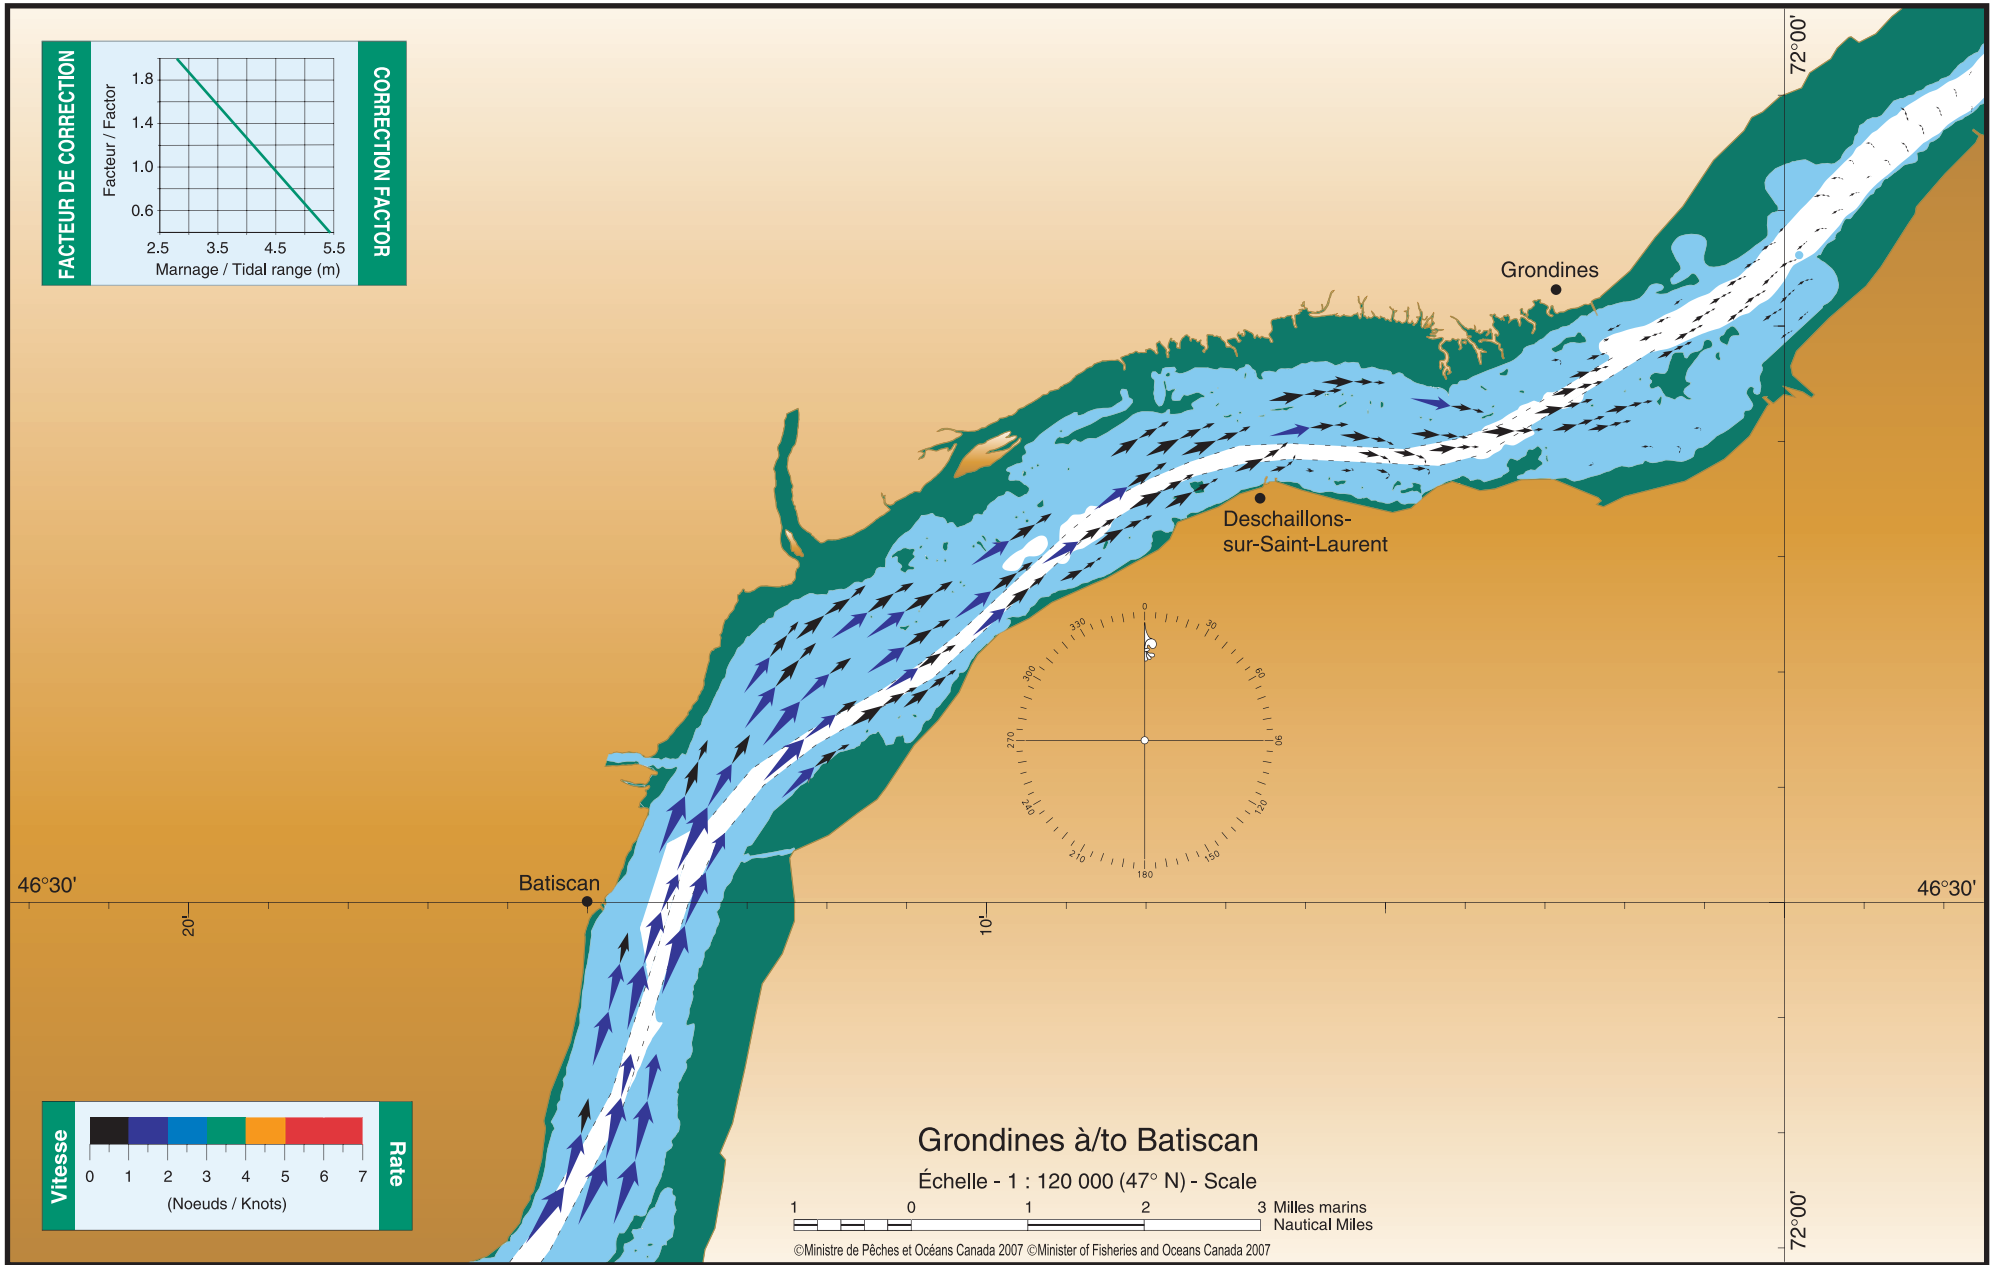 FACTEUR DE CORRECTION
Facteur / Factor
1.8
1.4
1.0
0.6
2.5 3.5 4.5 5.5
Marnage / Tidal range (m)
CORRECTION FACTOR
72°00'
Grondines
Deschaillons-
sur-Saint-Laurent
0
30
60
90
120
150
180
210
240
270
300
330
46°30'
Batiscan
46°30'
20'
10'
Vitesse
0 1 2 3 4 5 6 7
(Noeuds / Knots)
Rate
Grondines à/to Batiscan
Échelle - 1 : 120 000 (47° N) - Scale
1 0 1 2 3 Milles marins
Nautical Miles
©Ministre de Pêches et Océans Canada 2007 ©Minister of Fisheries and Oceans Canada 2007
72°00'